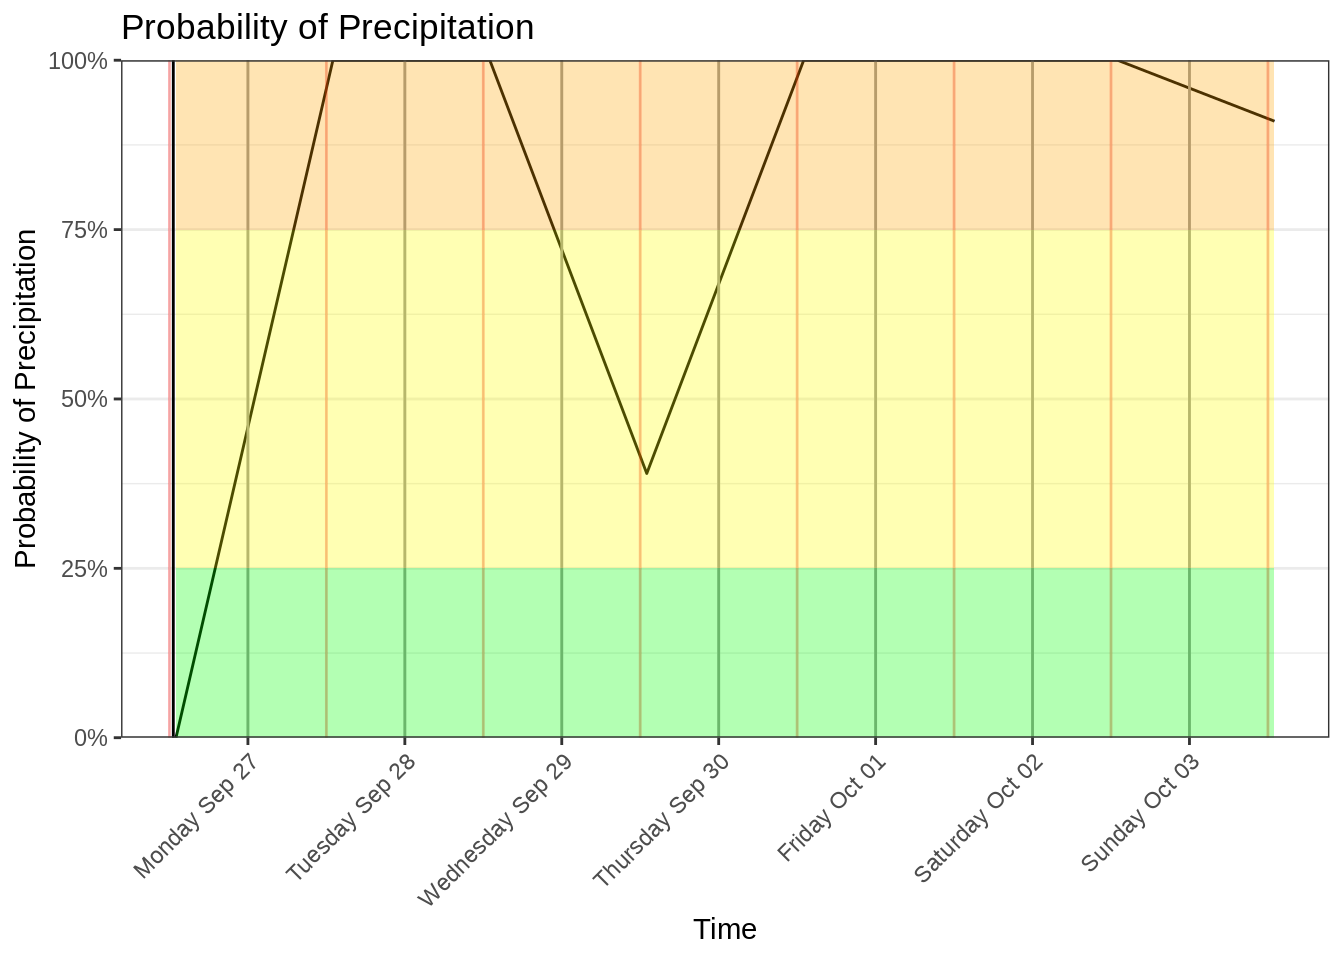 Probability of Precipitation
100%
75%
50%
25%
0%
Probability of Precipitation
Monday Sep 27
Tuesday Sep 28
Wednesday Sep 29
Thursday Sep 30
Friday Oct 01
Saturday Oct 02
Sunday Oct 03
Time